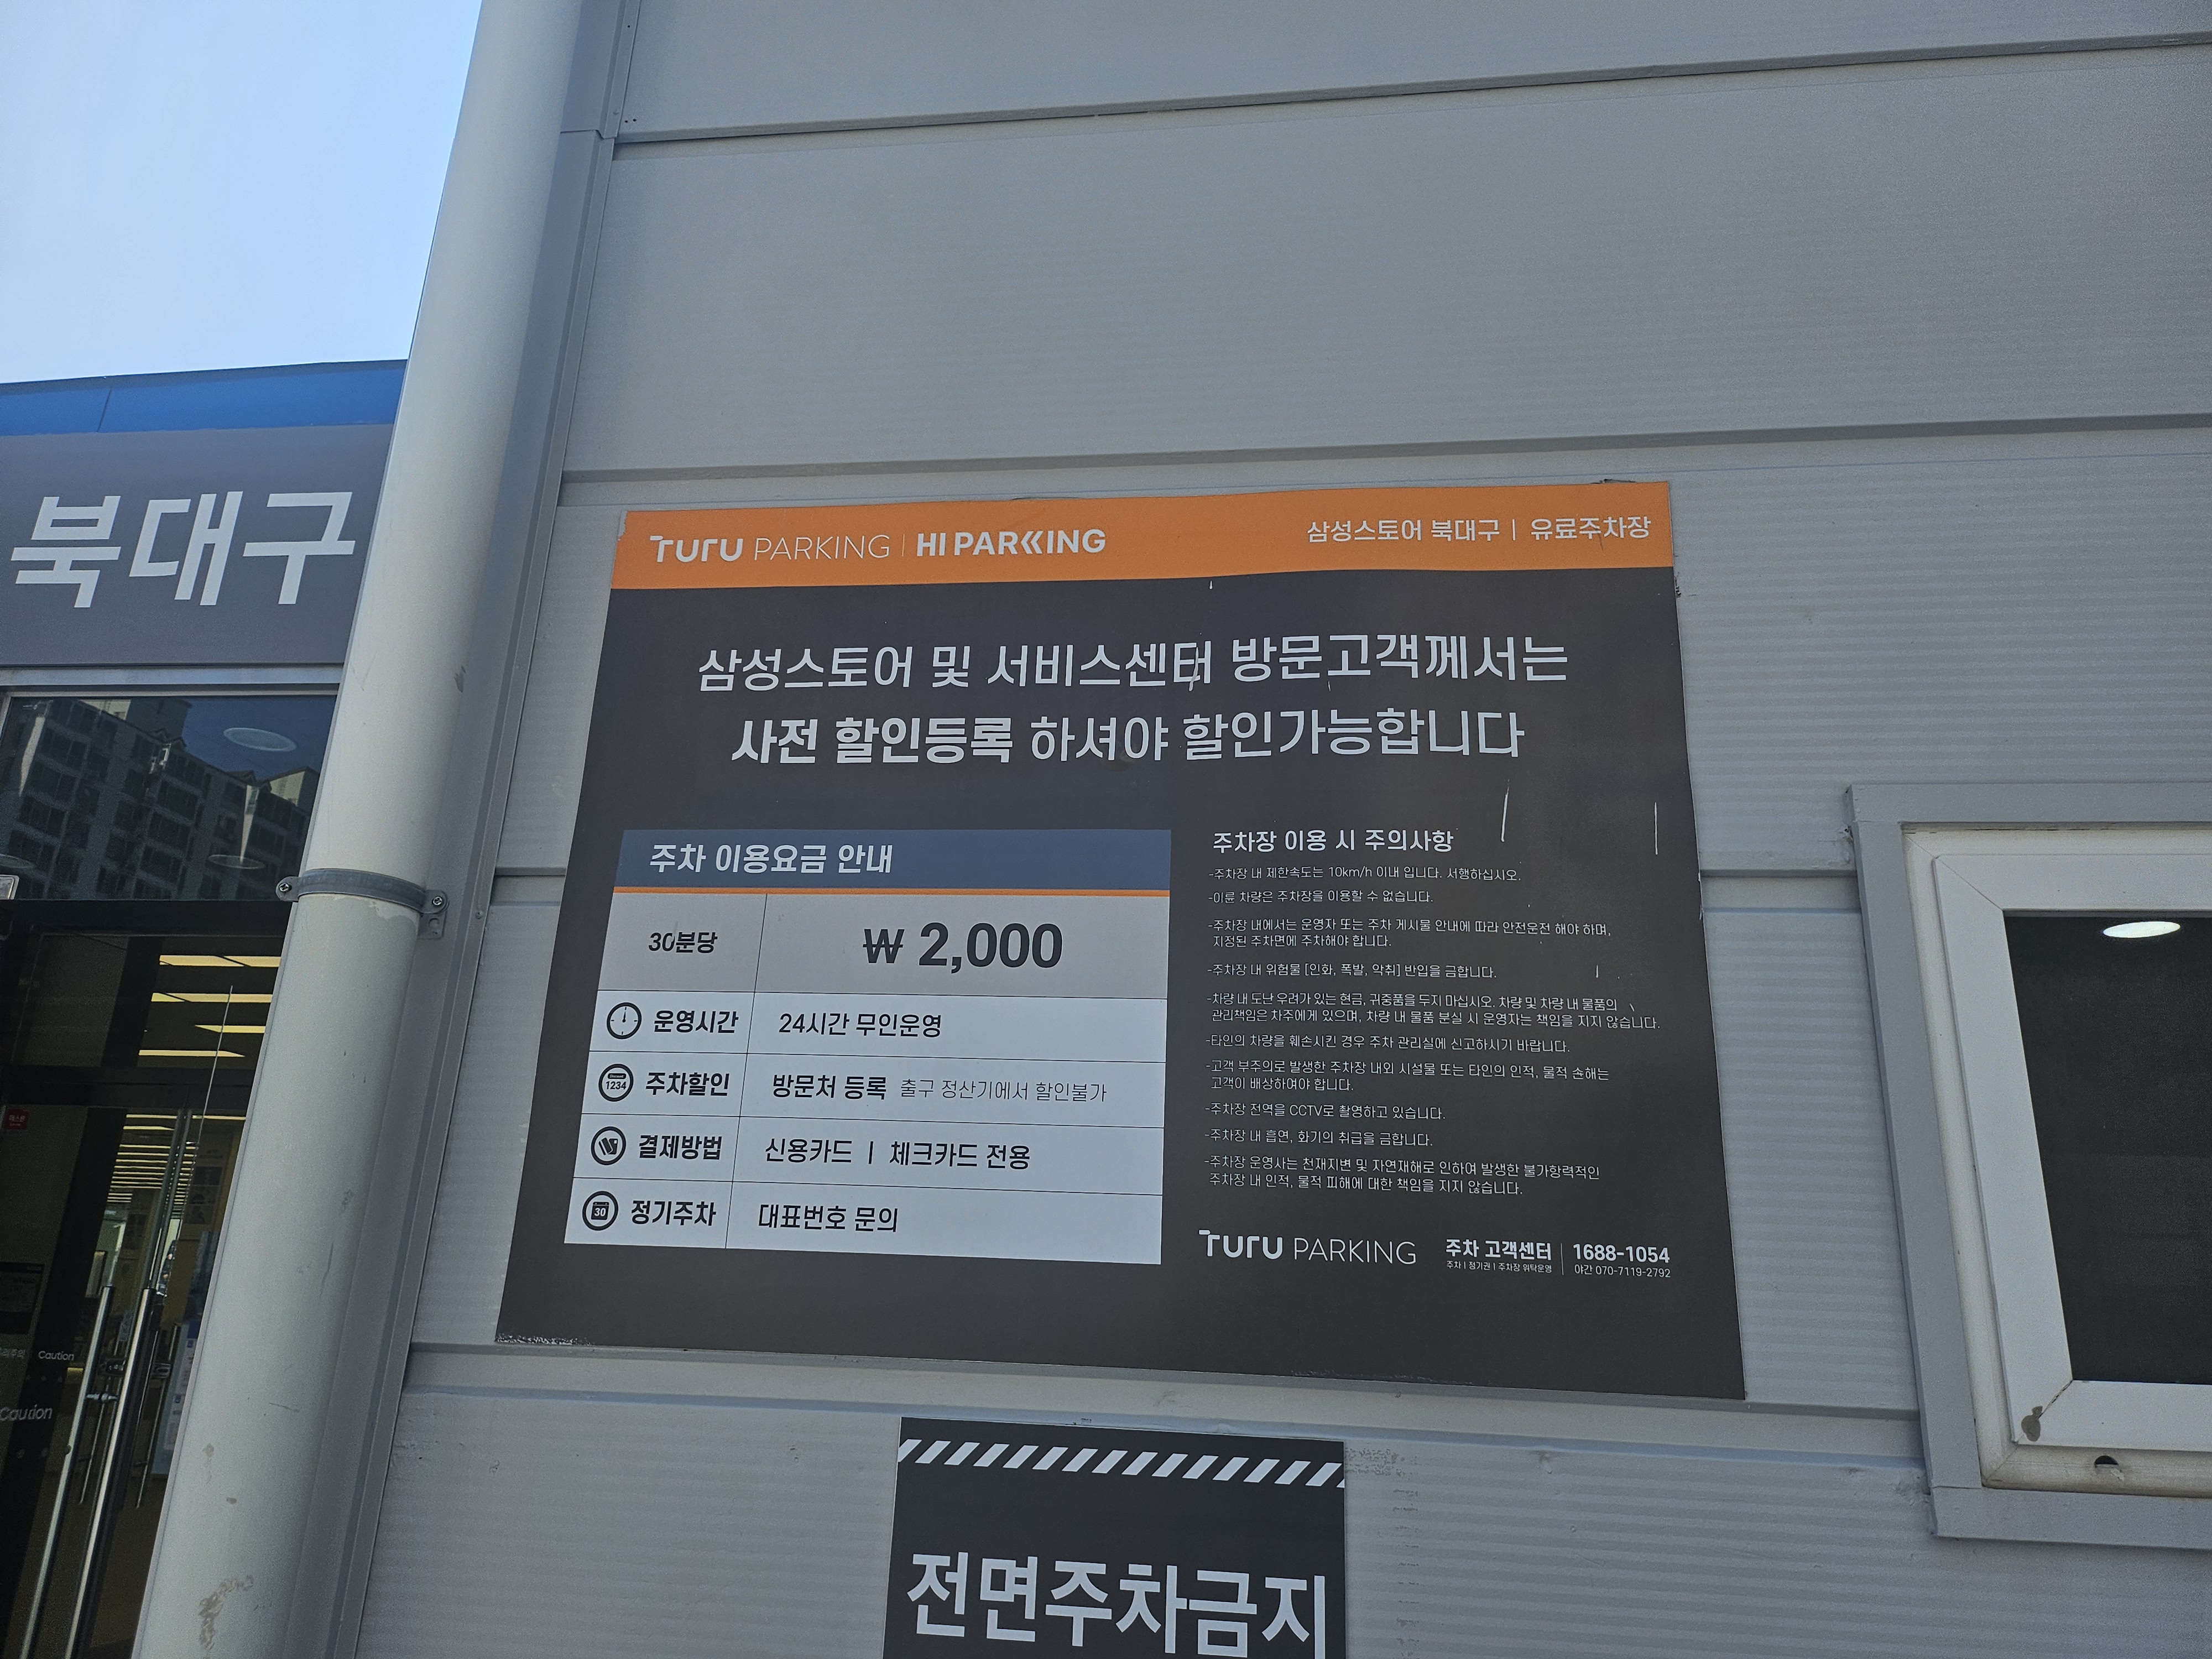 북대구
TURU PARKING | HI PARKING
삼성스토어 북대구 | 유료주차장
삼성스토어 및 서비스센터 방문고객께서는
사전 할인등록 하셔야 할인가능합니다
주차 이용요금 안내
30분당 ₩ 2,000
운영시간 24시간 무인운영
1234 주차할인 방문처 등록 출구 정산기에서 할인불가
결제방법 신용카드 | 체크카드 전용
30 정기주차 대표번호 문의
주차장 이용 시 주의사항
-주차장 내 제한속도는 10km/h 이내 입니다. 서행하십시오.
-이륜 차량은 주차장을 이용할 수 없습니다.
-주차장 내에서는 운영자 또는 주차 게시물 안내에 따라 안전운전 해야 하며,
지정된 주차면에 주차해야 합니다.
-주차장 내 위험물 [인화, 폭발, 악취] 반입을 금합니다.
-차량 내 도난 우려가 있는 현금, 귀중품을 두지 마십시오. 차량 및 차량 내 물품의
관리책임은 차주에게 있으며, 차량 내 물품 분실 시 운영자는 책임을 지지 않습니다.
-타인의 차량을 훼손시킨 경우 주차 관리실에 신고하시기 바랍니다.
-고객 부주의로 발생한 주차장 내외 시설물 또는 타인의 인적, 물적 손해는
고객이 배상하여야 합니다.
-주차장 전역을 CCTV로 촬영하고 있습니다.
-주차장 내 흡연, 화기의 취급을 금합니다.
-주차장 운영사는 천재지변 및 자연재해로 인하여 발생한 불가항력적인
주차장 내 인적, 물적 피해에 대한 책임을 지지 않습니다.
TURU PARKING
주차 고객센터 | 1688-1054
주차 | 정기권 | 주차장 위탁운영 야간 070-7119-2792
Caution
Caution
전면주차금지